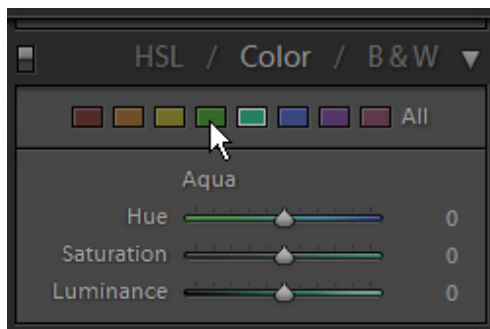 HSL / Color / B & W
All
Aqua
Hue 0
Saturation 0
Luminance 0